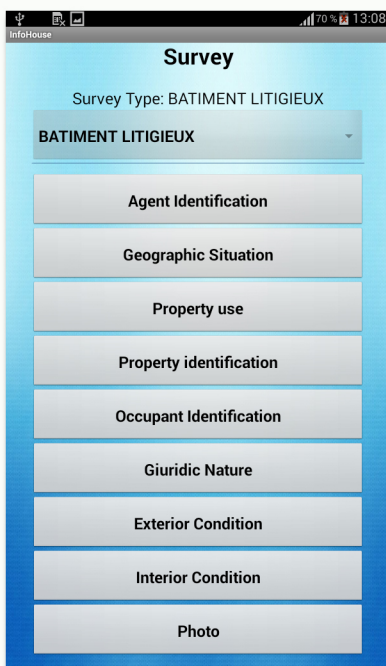 70 % 13:08
InfoHouse
Survey
Survey Type: BATIMENT LITIGIEUX
BATIMENT LITIGIEUX
Agent Identification
Geographic Situation
Property use
Property identification
Occupant Identification
Giuridic Nature
Exterior Condition
Interior Condition
Photo